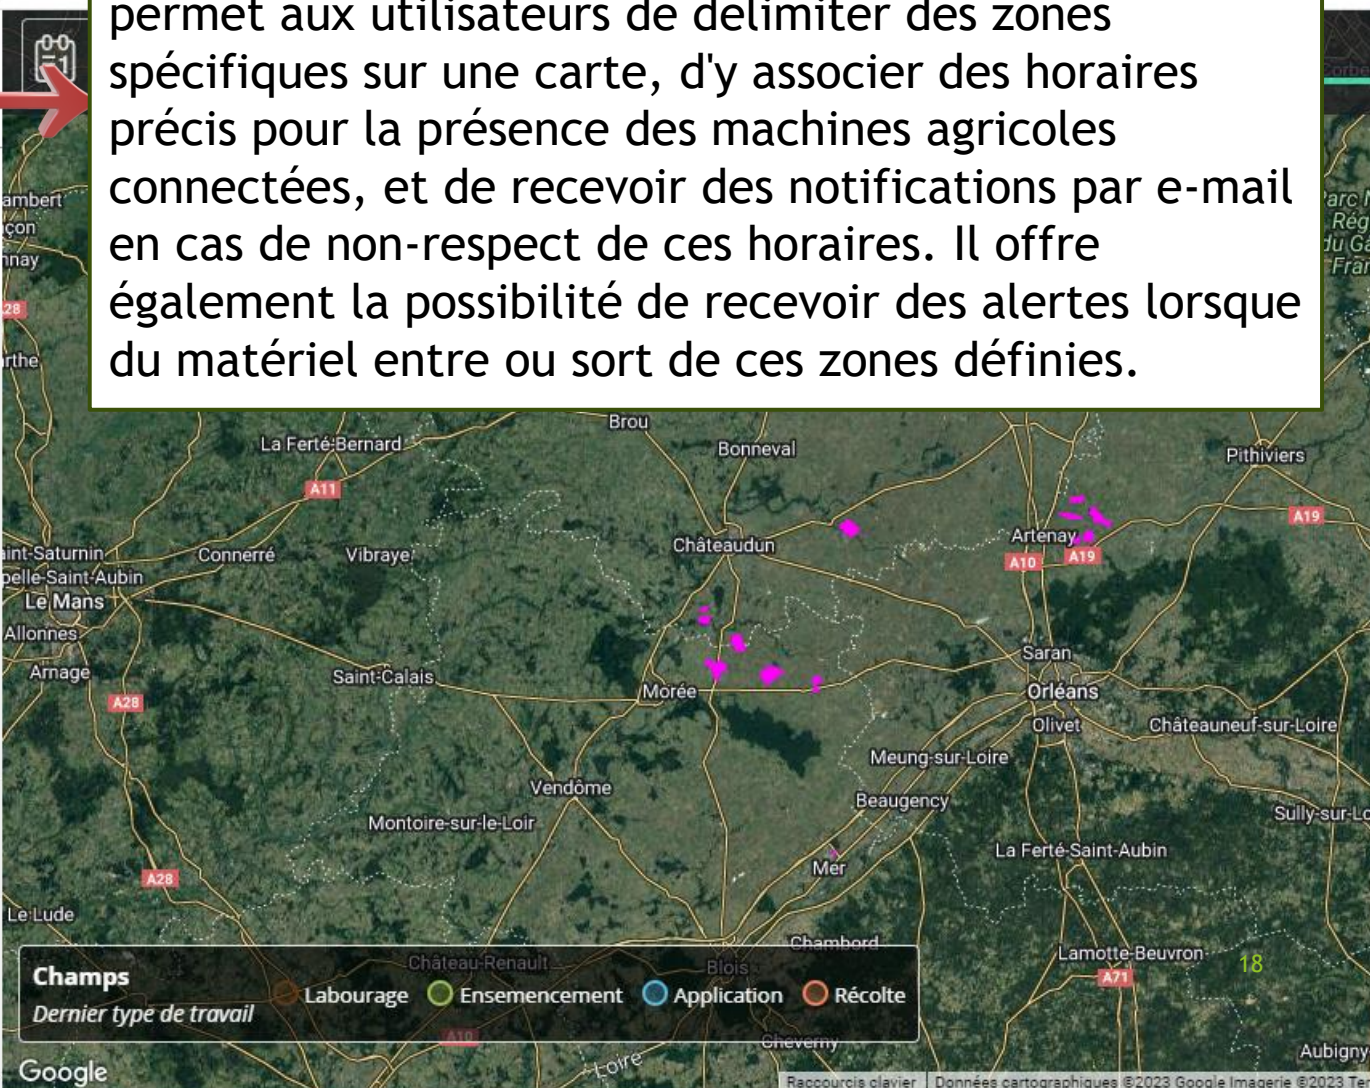 permet aux utilisateurs de délimiter des zones
spécifiques sur une carte, d'y associer des horaires
précis pour la présence des machines agricoles
connectées, et de recevoir des notifications par e-mail
en cas de non-respect de ces horaires. Il offre
également la possibilité de recevoir des alertes lorsque
du matériel entre ou sort de ces zones définies.
28
Brou
La Ferté-Bernard
Bonneval
Pithiviers
A11
A19
Châteaudun
Artenay
Connerré
Vibraye
A10
A19
Le Mans
Allonnes
Saran
Arnage
Saint-Calais
Morée
Orléans
A28
Olivet
Châteauneuf-sur-Loire
Meung-sur-Loire
Vendôme
Beaugency
Montoire-sur-le-Loir
La Ferté-Saint-Aubin
Mer
A28
Le Lude
Chambord
Lamotte-Beuvron
18
Château-Renault
Blois
A71
Champs
Dernier type de travail
Labourage
Ensemencement
Application
Récolte
A10
Cheverny
Loire
Aubigny
Google
Raccourcis clavier
Données cartographiques ©2023 Google Imagerie ©2023